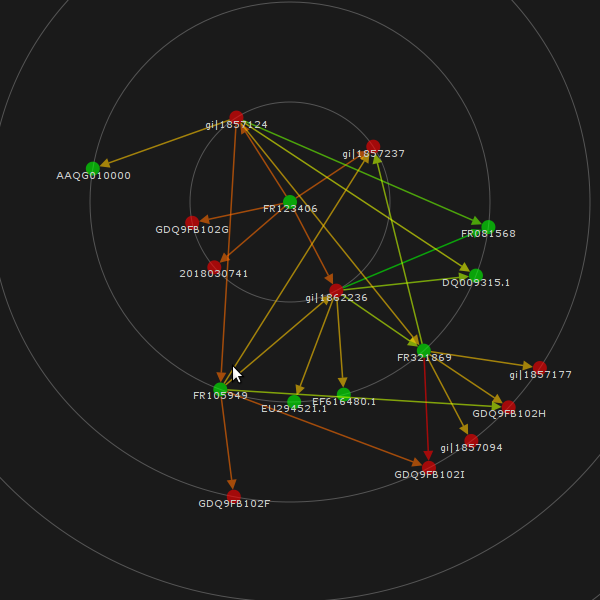 gi|1857124
gi|1857237
AAQG010000
FR123406
GDQ9FB102G
FR081568
2018030741
DQ009315.1
gi|1862236
FR321869
gi|1857177
FR105949
EU294521.1
EF616480.1
GDQ9FB102H
gi|1857094
GDQ9FB102I
GDQ9FB102F